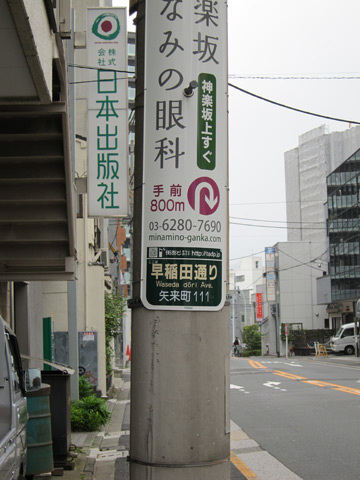 株式
会社
日本出版社
楽坂
なみの眼科
神楽坂上すぐ
手前
800m
03-6280-7690
minamino-ganka.com
早稲田通り
Waseda dōri Ave.
矢来町 111